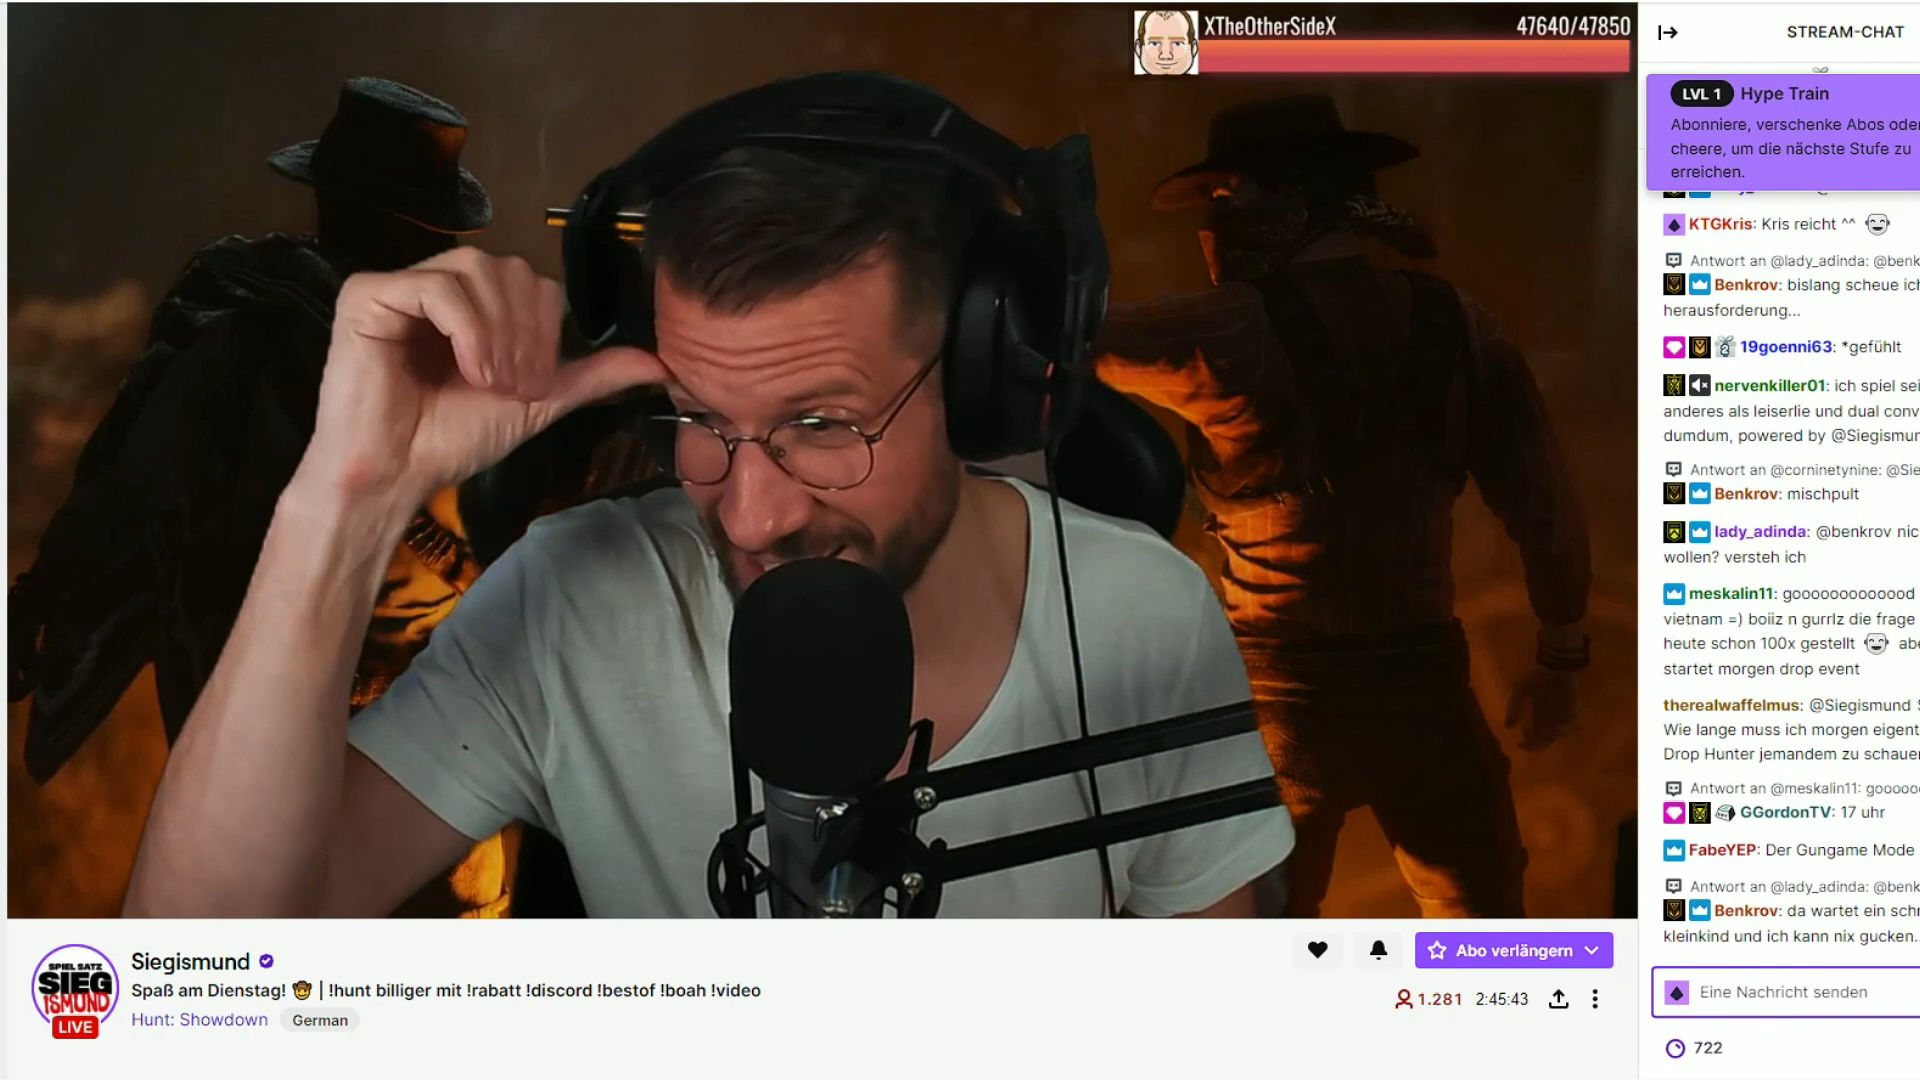 XTheOtherSideX 47640/47850
Siegismund
Spaß am Dienstag! 🤠 | !hunt billiger mit !rabatt !discord !bestof !boah !video
Hunt: Showdown German
SPIEL SATZ
SIEG
ISMUND
LIVE
Abo verlängern
1.281 2:45:43
STREAM-CHAT
LVL 1 Hype Train
Abonniere, verschenke Abos oder
cheere, um die nächste Stufe zu
erreichen.
KTGKris: Kris reicht ^^
Antwort an @lady_adinda: @benk
Benkrov: bislang scheue ich
herausforderung...
19goenni63: *gefühlt
nervenkiller01: ich spiel sei
anderes als leiserlie und dual conv
dumdum, powered by @Siegismun
Antwort an @corninetynine: @Sie
Benkrov: mischpult
lady_adinda: @benkrov nic
wollen? versteh ich
meskalin11: gooooooooooood
vietnam =) boiiz n gurrlz die frage
heute schon 100x gestellt abe
startet morgen drop event
therealwaffelmus: @Siegismund S
Wie lange muss ich morgen eigent
Drop Hunter jemandem zu schauen
Antwort an @meskalin11: gooooo
GGordonTV: 17 uhr
FabeYEP: Der Gungame Mode
Antwort an @lady_adinda: @benk
Benkrov: da wartet ein schr
kleinkind und ich kann nix gucken..
Eine Nachricht senden
722